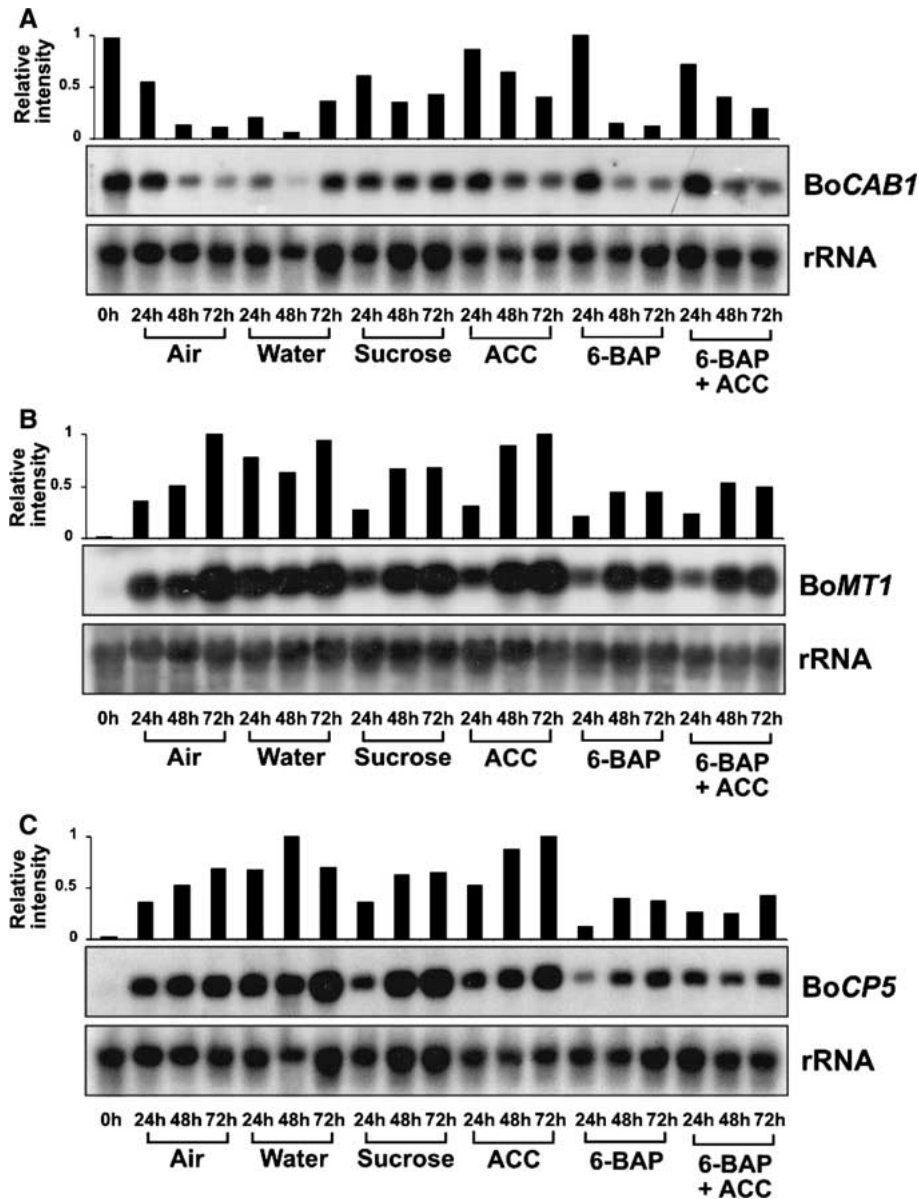 A
Relative
intensity
1
0.5
0
BoCAB1
rRNA
0h 24h 48h 72h 24h 48h 72h 24h 48h 72h 24h 48h 72h 24h 48h 72h 24h 48h 72h
Air Water Sucrose ACC 6-BAP 6-BAP
+ ACC
B
Relative
intensity
1
0.5
0
BoMT1
rRNA
0h 24h 48h 72h 24h 48h 72h 24h 48h 72h 24h 48h 72h 24h 48h 72h 24h 48h 72h
Air Water Sucrose ACC 6-BAP 6-BAP
+ ACC
C
Relative
intensity
1
0.5
0
BoCP5
rRNA
0h 24h 48h 72h 24h 48h 72h 24h 48h 72h 24h 48h 72h 24h 48h 72h 24h 48h 72h
Air Water Sucrose ACC 6-BAP 6-BAP
+ ACC